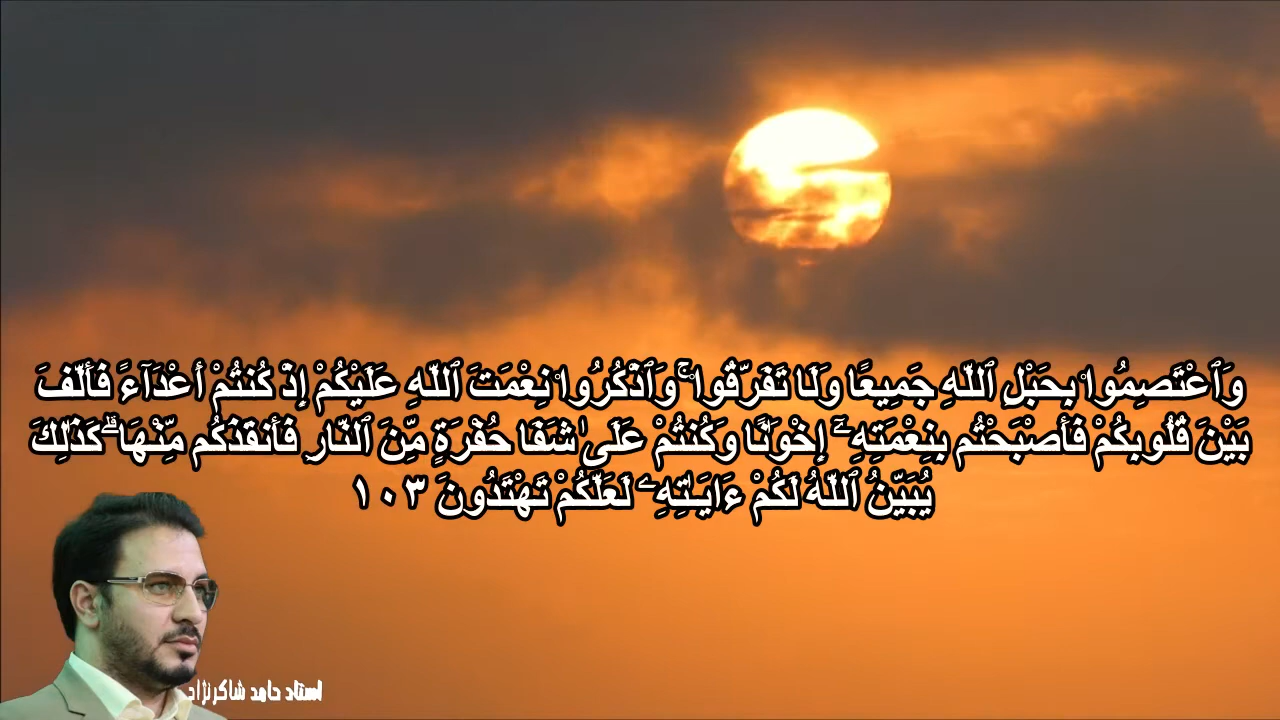 وَٱعْتَصِمُوا۟ بِحَبْلِ ٱللَّهِ جَمِيعًا وَلَا تَفَرَّقُوا۟ ۚ وَٱذْكُرُوا۟ نِعْمَتَ ٱللَّهِ عَلَيْكُمْ إِذْ كُنتُمْ أَعْدَآءً فَأَلَّفَ
بَيْنَ قُلُوبِكُمْ فَأَصْبَحْتُم بِنِعْمَتِهِۦٓ إِخْوَٰنًا وَكُنتُمْ عَلَىٰ شَفَا حُفْرَةٍ مِّنَ ٱلنَّارِ فَأَنقَذَكُم مِّنْهَا ۗ كَذَٰلِكَ
يُبَيِّنُ ٱللَّهُ لَكُمْ ءَايَـٰتِهِۦ لَعَلَّكُمْ تَهْتَدُونَ ١٠٣
استاد حامد شاکرنژاد